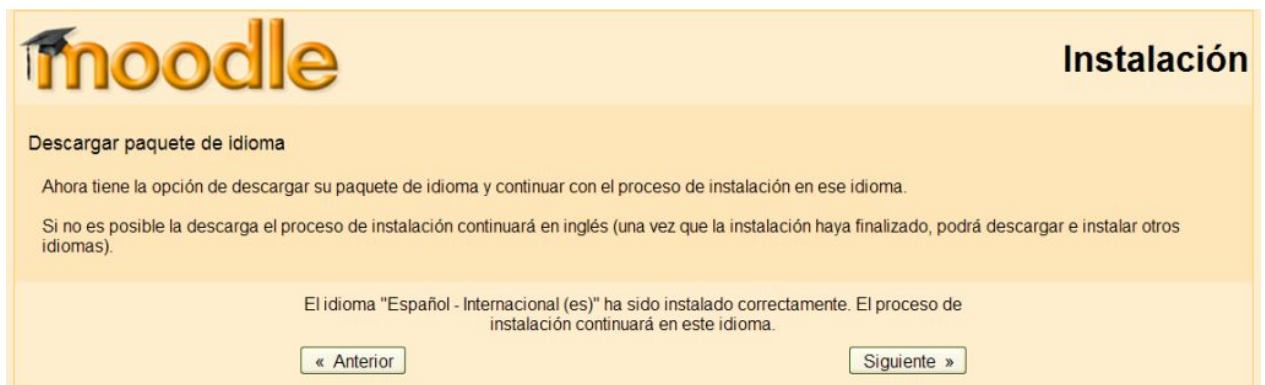 moodle
Instalación
Descargar paquete de idioma
Ahora tiene la opción de descargar su paquete de idioma y continuar con el proceso de instalación en ese idioma.
Si no es posible la descarga el proceso de instalación continuará en inglés (una vez que la instalación haya finalizado, podrá descargar e instalar otros
idiomas).
El idioma "Español - Internacional (es)" ha sido instalado correctamente. El proceso de
instalación continuará en este idioma.
« Anterior
Siguiente »